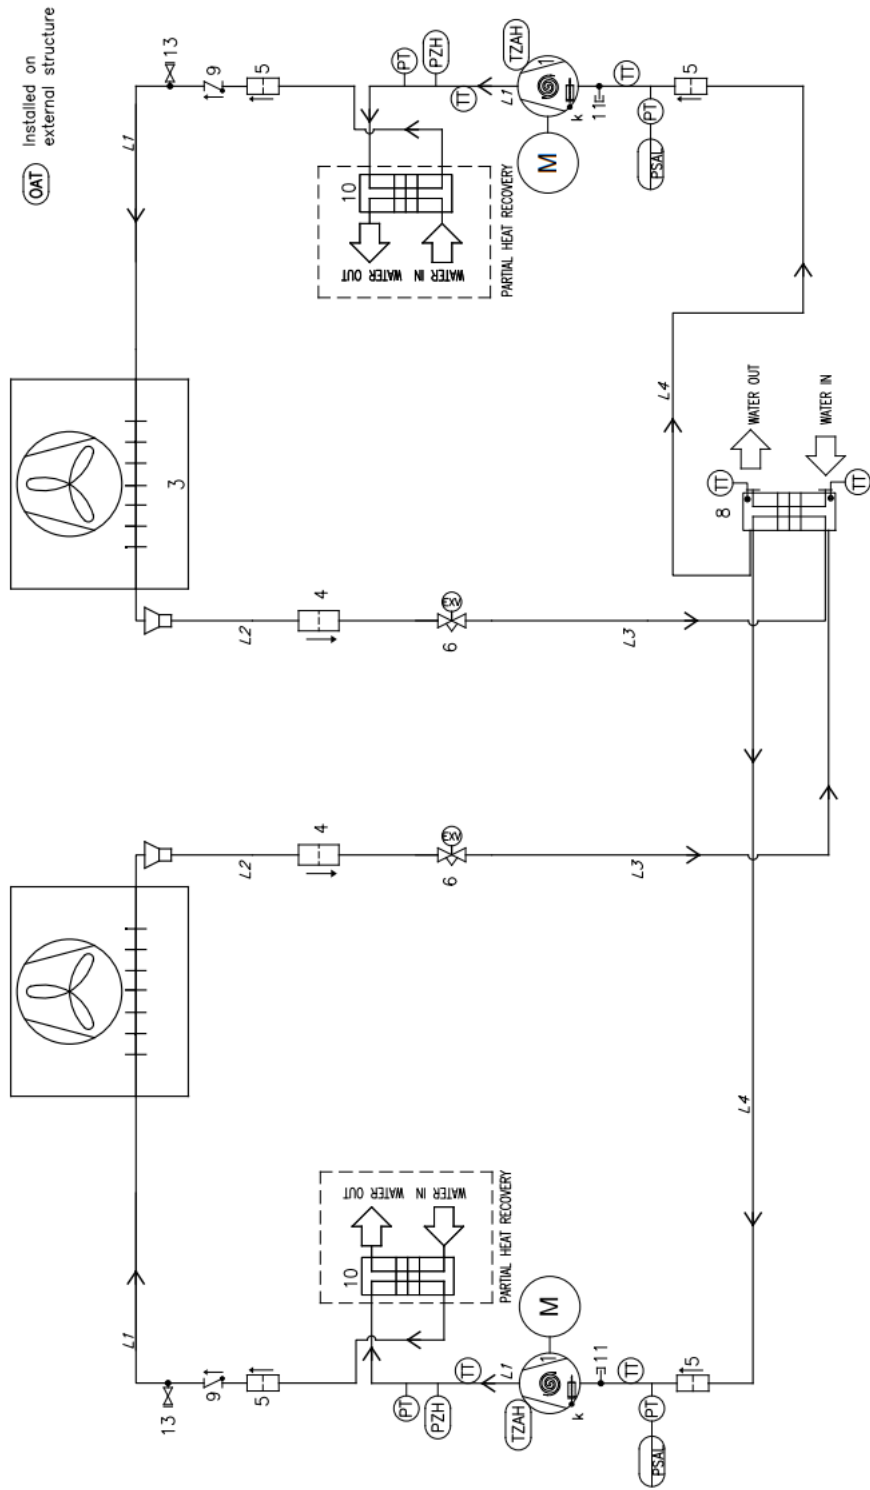 OAT
Installed on
external structure
13
9
5
L1
PT
PZH
TT
L1
TZAH
1
M
k
11
TT
PT
PSAL
5
10
WATER OUT
WATER IN
PARTIAL HEAT RECOVERY
3
L2
4
EXV
6
L3
L4
8
TT
TT
WATER OUT
WATER IN
L2
4
EXV
6
L3
L4
L1
13
9
5
10
WATER OUT
WATER IN
PARTIAL HEAT RECOVERY
PT
PZH
TT
L1
TZAH
1
M
k
11
TT
PT
PSAL
5